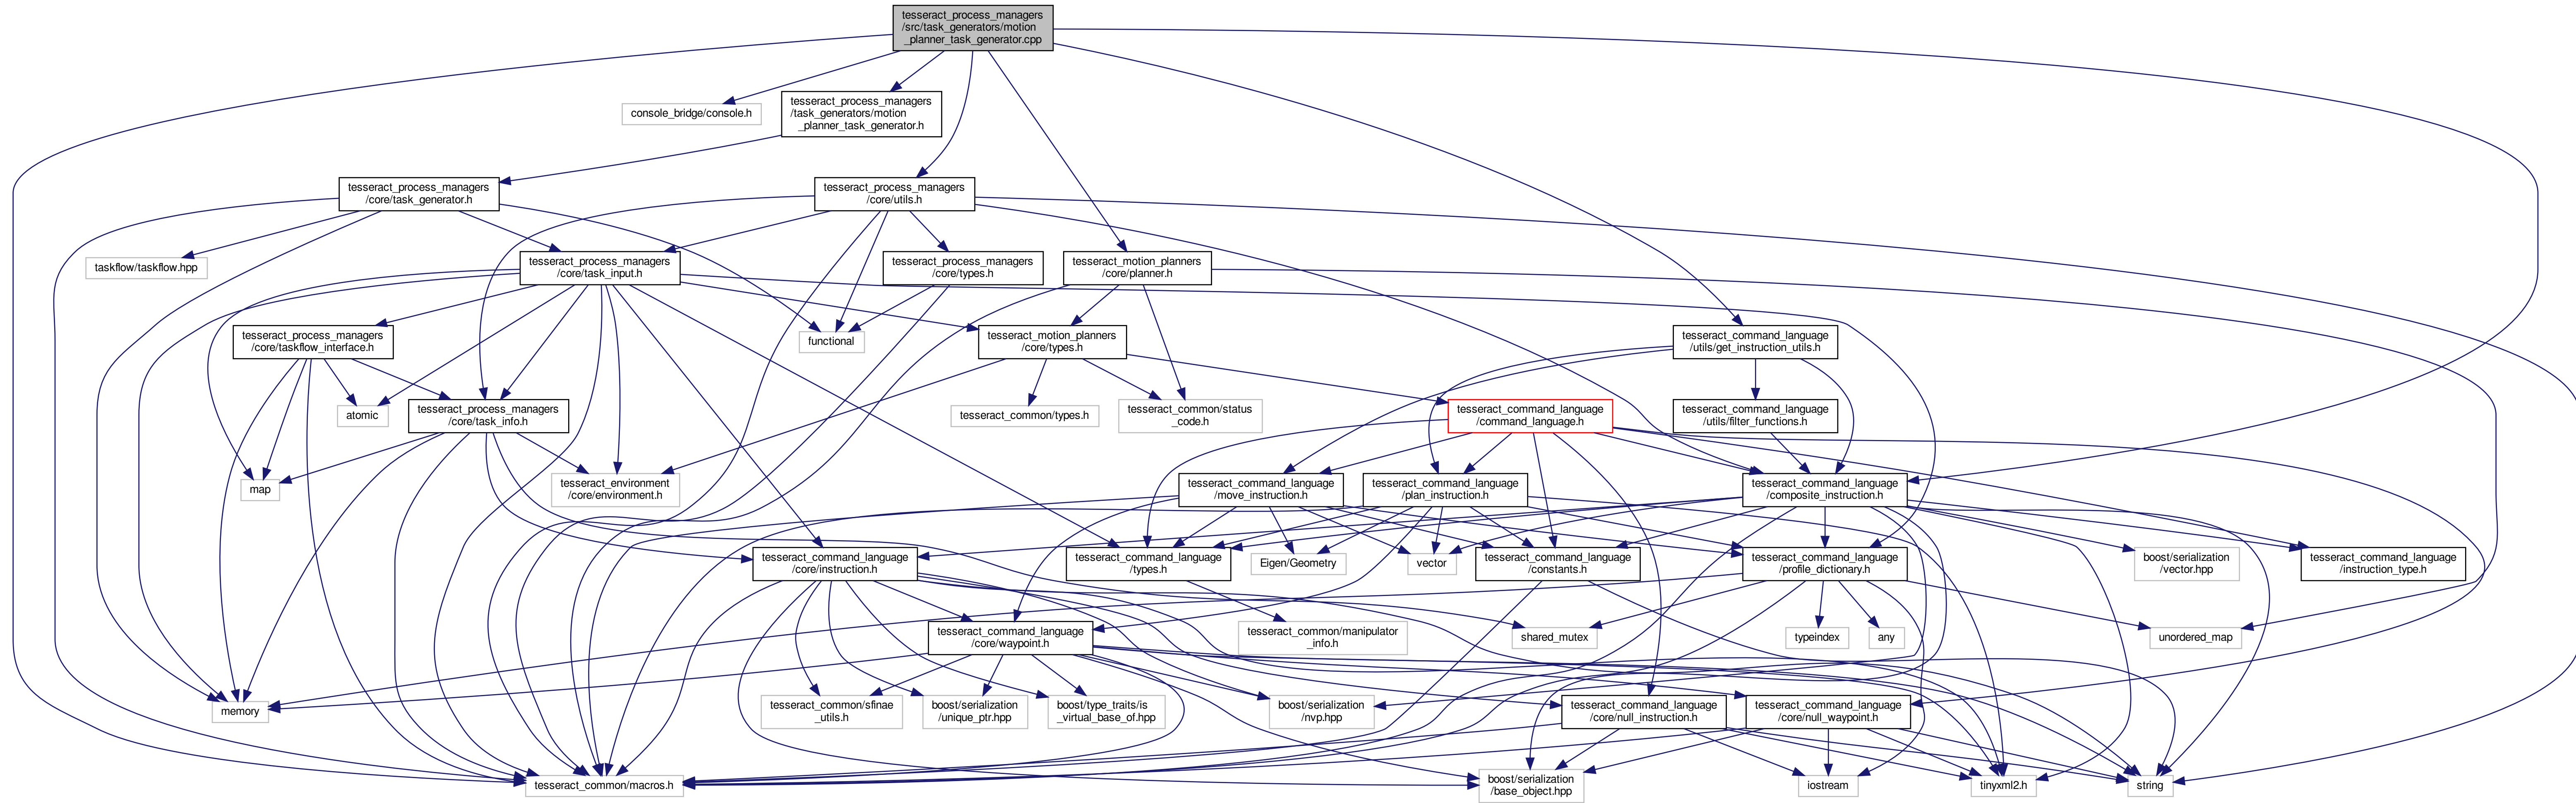 tesseract_process_managers
/src/task_generators/motion
_planner_task_generator.cpp
console_bridge/console.h
tesseract_process_managers
/task_generators/motion
_planner_task_generator.h
tesseract_process_managers
/core/task_generator.h
tesseract_process_managers
/core/utils.h
taskflow/taskflow.hpp
tesseract_process_managers
/core/task_input.h
tesseract_process_managers
/core/types.h
tesseract_motion_planners
/core/planner.h
tesseract_process_managers
/core/taskflow_interface.h
functional
tesseract_motion_planners
/core/types.h
tesseract_command_language
/utils/get_instruction_utils.h
atomic
tesseract_process_managers
/core/task_info.h
tesseract_common/types.h
tesseract_common/status
_code.h
tesseract_command_language
/command_language.h
tesseract_command_language
/utils/filter_functions.h
map
tesseract_environment
/core/environment.h
tesseract_command_language
/move_instruction.h
tesseract_command_language
/plan_instruction.h
tesseract_command_language
/composite_instruction.h
tesseract_command_language
/core/instruction.h
tesseract_command_language
/types.h
Eigen/Geometry
vector
tesseract_command_language
/constants.h
tesseract_command_language
/profile_dictionary.h
boost/serialization
/vector.hpp
tesseract_command_language
/instruction_type.h
tesseract_command_language
/core/waypoint.h
tesseract_common/manipulator
_info.h
shared_mutex
typeindex
any
unordered_map
memory
tesseract_common/sfinae
_utils.h
boost/serialization
/unique_ptr.hpp
boost/type_traits/is
_virtual_base_of.hpp
boost/serialization
/nvp.hpp
tesseract_command_language
/core/null_instruction.h
tesseract_command_language
/core/null_waypoint.h
tesseract_common/macros.h
boost/serialization
/base_object.hpp
iostream
tinyxml2.h
string